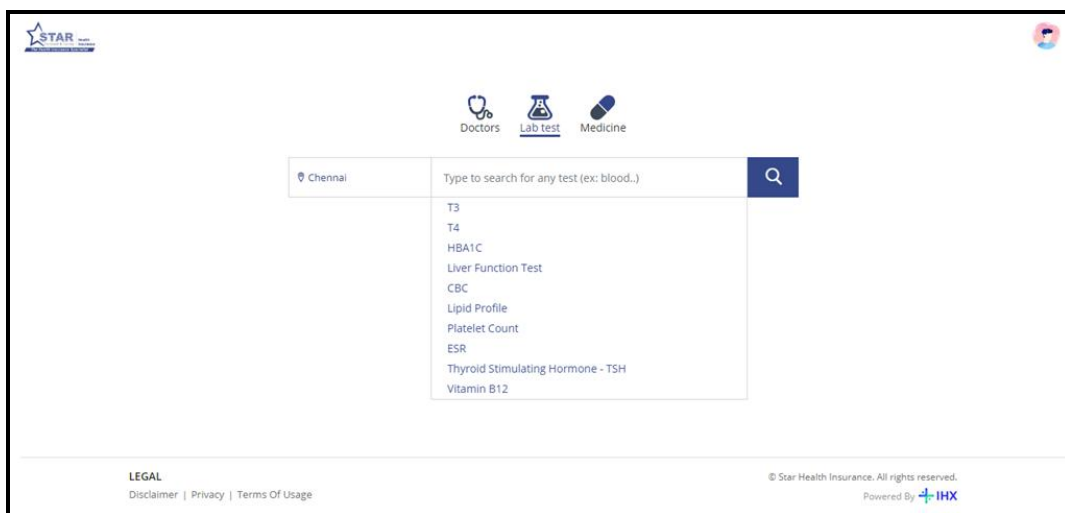 STAR Health
Insurance
Doctors Lab test Medicine
Chennai Type to search for any test (ex: blood..)
T3
T4
HBA1C
Liver Function Test
CBC
Lipid Profile
Platelet Count
ESR
Thyroid Stimulating Hormone - TSH
Vitamin B12
LEGAL
Disclaimer | Privacy | Terms Of Usage
© Star Health Insurance. All rights reserved.
Powered By IHX